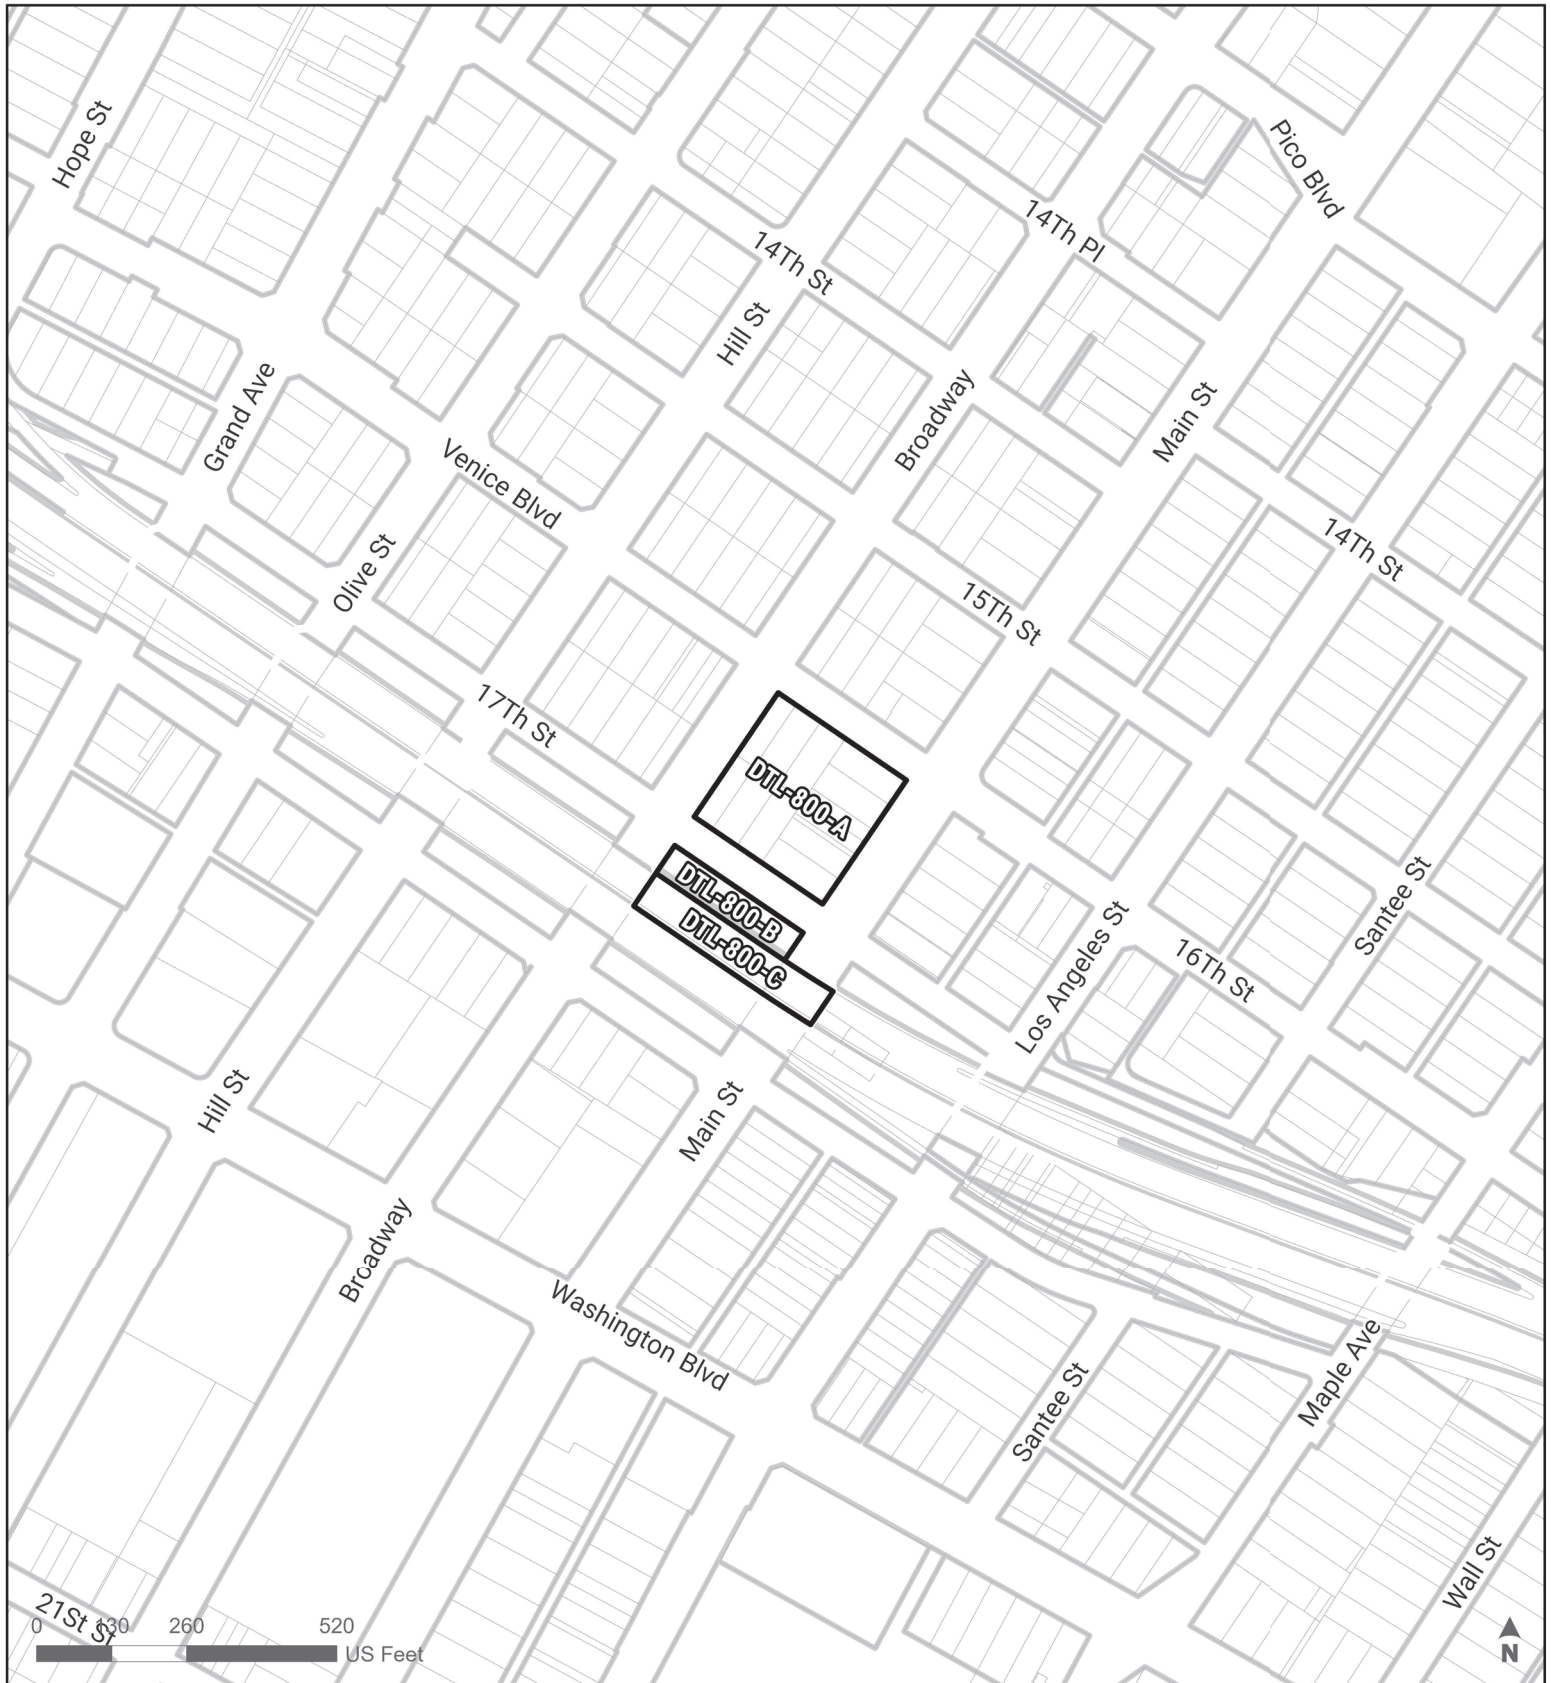 Hope St
Pico Blvd
14Th Pl
14Th St
Hill St
Grand Ave
Broadway
Main St
Venice Blvd
14Th St
Olive St
15Th St
17Th St
DTL-800-A
DTL-800-B
DTL-800-C
Santee St
Los Angeles St
16Th St
Hill St
Main St
Broadway
Washington Blvd
Maple Ave
Santee St
Wall St
21St St
0 130 260 520
US Feet
N